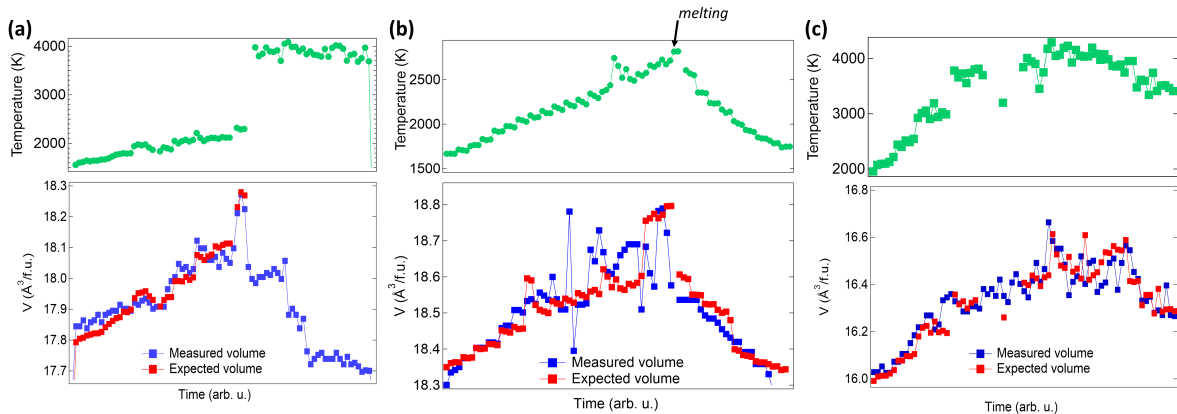 (a)
Temperature (K)
4000
3000
2000
V (Å³/f.u.)
18.3
18.2
18.1
18.0
17.9
17.8
17.7
Measured volume
Expected volume
Time (arb. u.)
(b)
melting
Temperature (K)
2500
2000
1500
V (Å³/f.u.)
18.8
18.7
18.6
18.5
18.4
18.3
Measured volume
Expected volume
Time (arb. u.)
(c)
Temperature (K)
4000
3000
2000
V (Å³/f.u.)
16.8
16.6
16.4
16.2
16.0
Measured volume
Expected volume
Time (arb. u.)